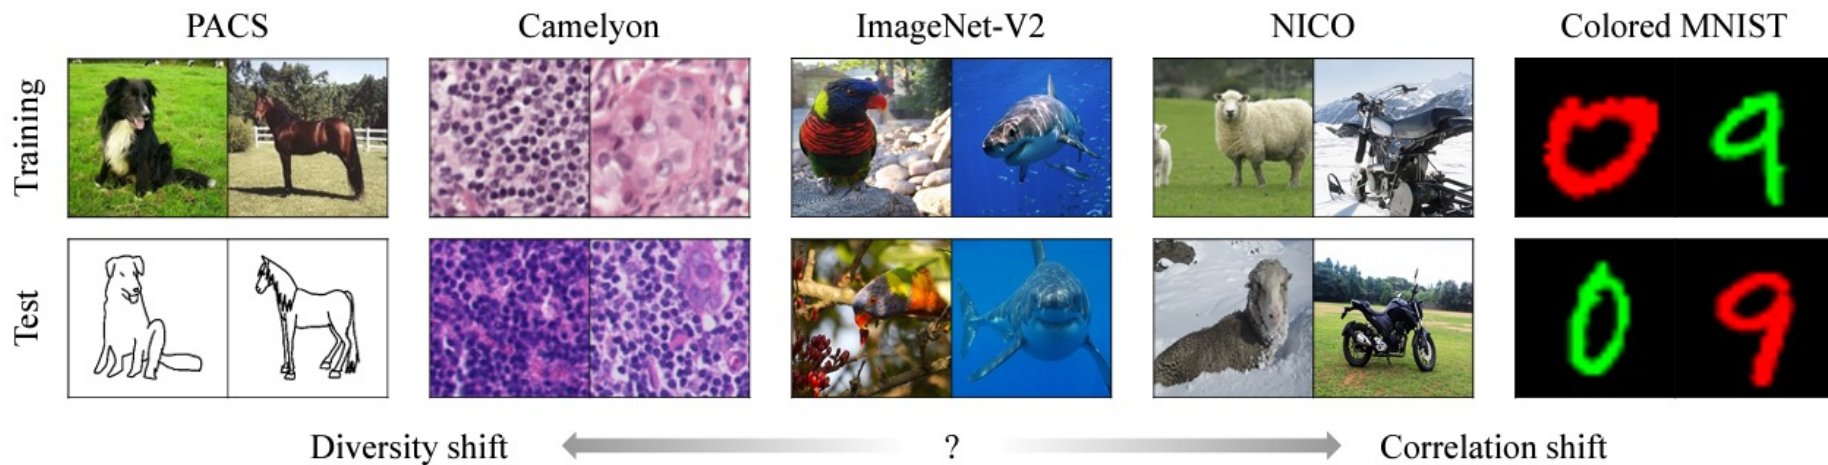 PACS Camelyon ImageNet-V2 NICO Colored MNIST
Training
Test
Diversity shift ? Correlation shift